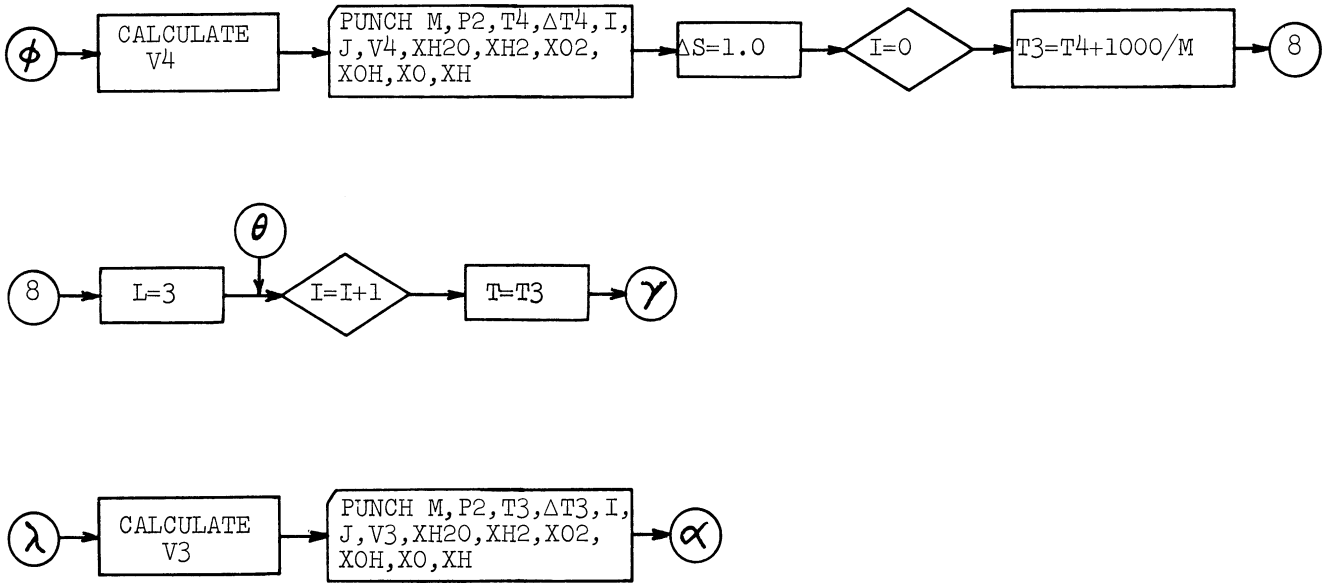 ϕ
CALCULATE
V4
PUNCH M,P2,T4,ΔT4,I,
J,V4,XH2O,XH2,XO2,
XOH,XO,XH
ΔS=1.0
I=0
T3=T4+1000/M
8
θ
8
L=3
I=I+1
T=T3
γ
λ
CALCULATE
V3
PUNCH M,P2,T3,ΔT3,I,
J,V3,XH2O,XH2,XO2,
XOH,XO,XH
α